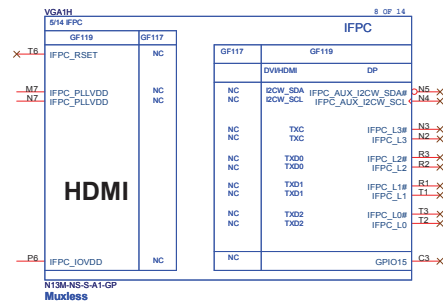 VGA1H 8 OF 14
5/14 IFPC IFPC
GF119 GF117
GF117 GF119
T6 IFPC_RSET NC
DVI/HDMI DP
M7 IFPC_PLLVDD NC
N7 IFPC_PLLVDD NC
NC I2CW_SDA IFPC_AUX_I2CW_SDA# N5
NC I2CW_SCL IFPC_AUX_I2CW_SCL N4
NC TXC IFPC_L3# N3
NC TXC IFPC_L3 N2
NC TXD0 IFPC_L2# R3
NC TXD0 IFPC_L2 R2
NC TXD1 IFPC_L1# R1
NC TXD1 IFPC_L1 T1
HDMI
NC TXD2 IFPC_L0# T3
NC TXD2 IFPC_L0 T2
P6 IFPC_IOVDD NC
NC GPIO15 C3
N13M-NS-S-A1-GP
Muxless